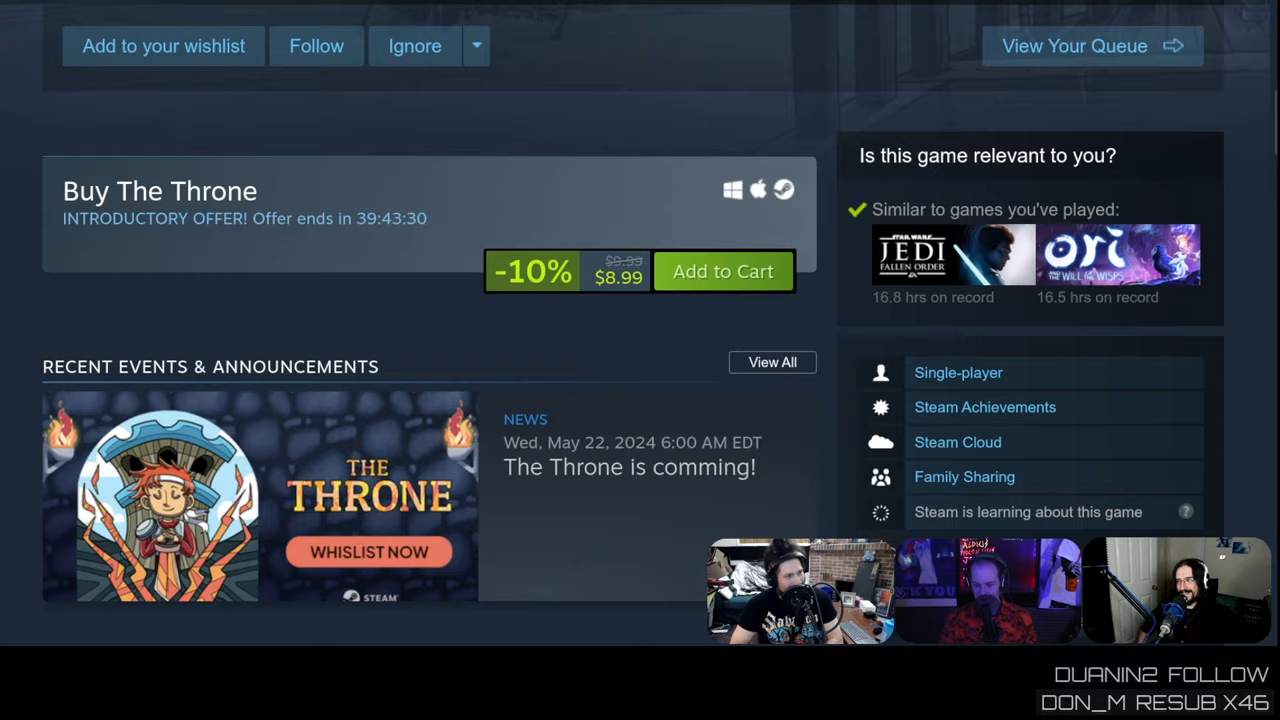 Add to your wishlist
Follow
Ignore
View Your Queue
Buy The Throne
INTRODUCTORY OFFER! Offer ends in 39:43:30
-10%
$9.99
$8.99
Add to Cart
Is this game relevant to you?
Similar to games you've played:
STAR WARS
JEDI
FALLEN ORDER
EA
ori
AND THE WILL OF THE WISPS
16.8 hrs on record
16.5 hrs on record
RECENT EVENTS & ANNOUNCEMENTS
View All
THE
THRONE
WHISLIST NOW
STEAM
NEWS
Wed, May 22, 2024 6:00 AM EDT
The Throne is comming!
Single-player
Steam Achievements
Steam Cloud
Family Sharing
Steam is learning about this game
?
DUANIN2 FOLLOW
DON_M RESUB X46